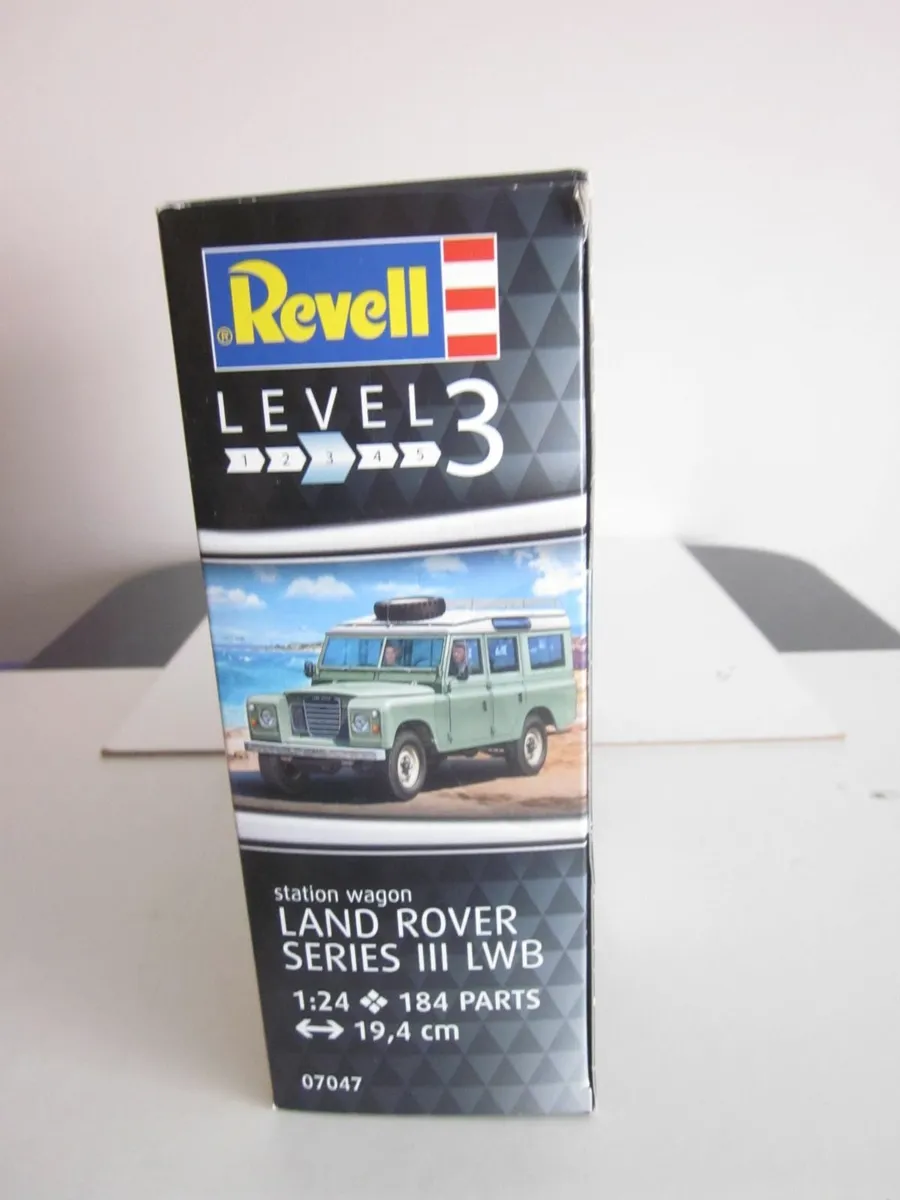 ® Revell
LEVEL 3
1 2 3 4 5
station wagon
LAND ROVER
SERIES III LWB
1:24 184 PARTS
19,4 cm
07047